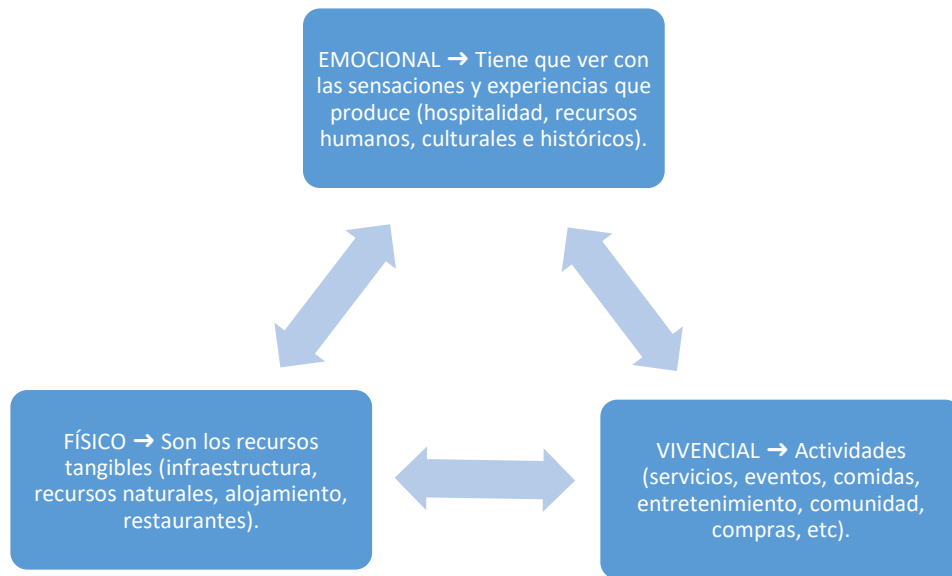 EMOCIONAL → Tiene que ver con
las sensaciones y experiencias que
produce (hospitalidad, recursos
humanos, culturales e históricos).
FÍSICO → Son los recursos
tangibles (infraestructura,
recursos naturales, alojamiento,
restaurantes).
VIVENCIAL → Actividades
(servicios, eventos, comidas,
entretenimiento, comunidad,
compras, etc).